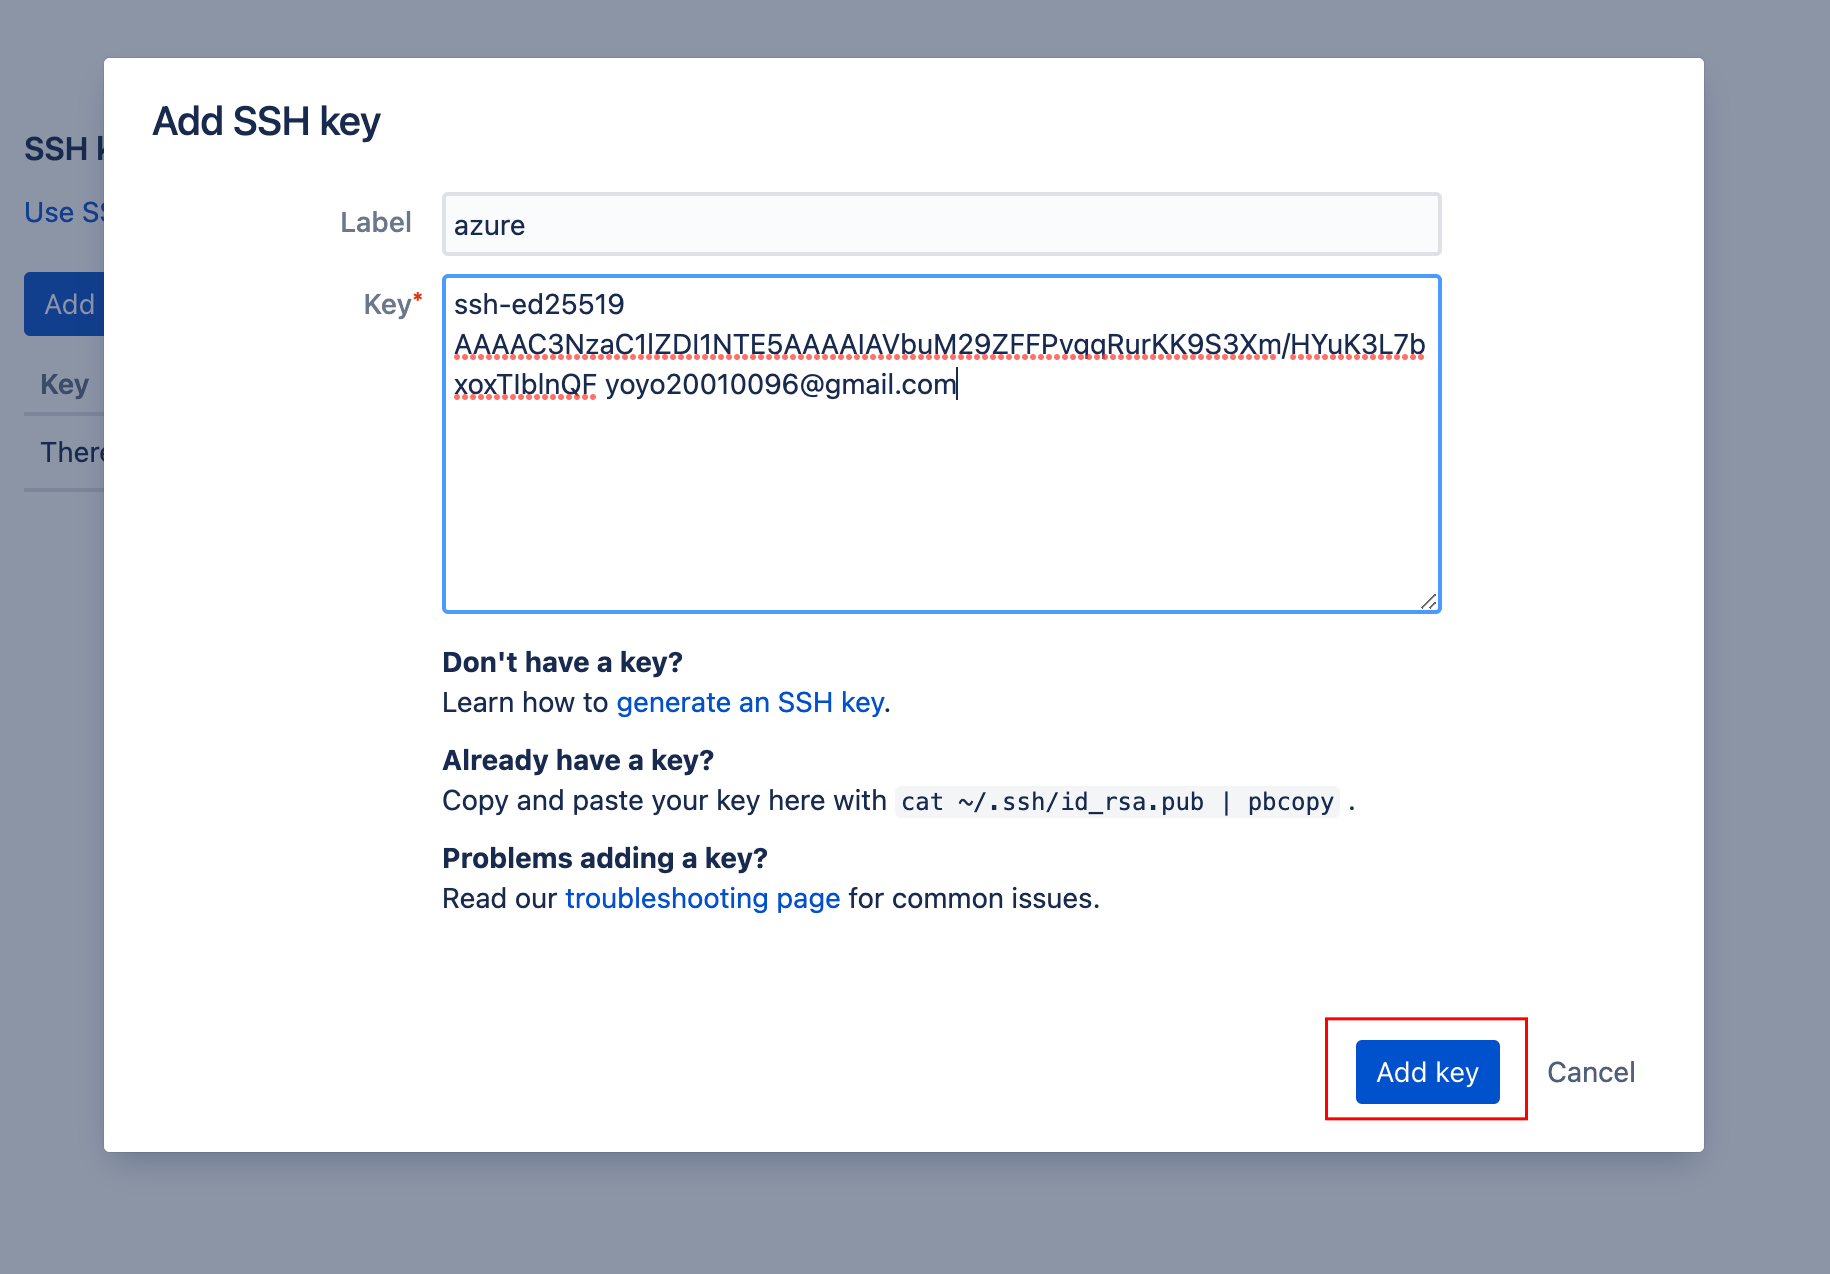 Add SSH key
SSH k
Use SS
Add
Key
There
Label
azure
Key*
ssh-ed25519
AAAAC3NzaC1lZDI1NTE5AAAAIAVbuM29ZFFPvqqRurKK9S3Xm/HYuK3L7b
xoxTlblnQF yoyo20010096@gmail.com
Don't have a key?
Learn how to generate an SSH key.
Already have a key?
Copy and paste your key here with cat ~/.ssh/id_rsa.pub | pbcopy .
Problems adding a key?
Read our troubleshooting page for common issues.
Add key
Cancel